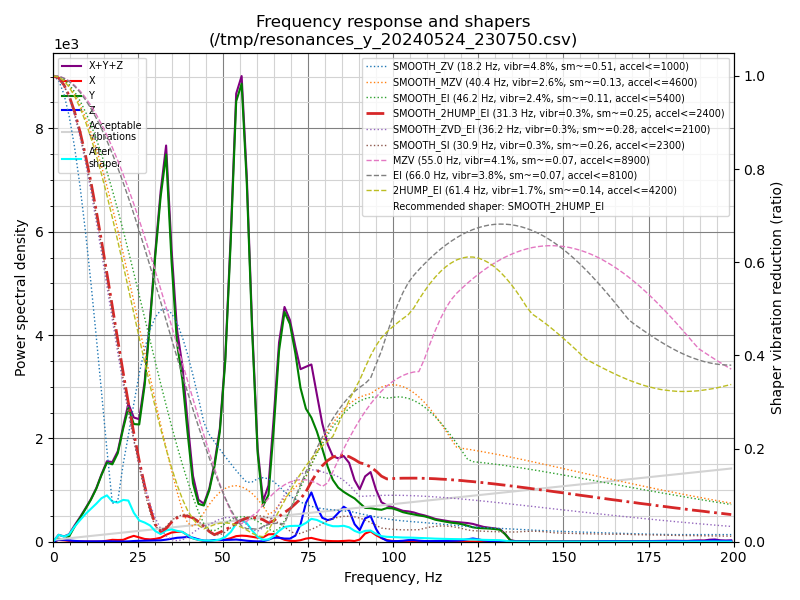 Frequency response and shapers
(/tmp/resonances_y_20240524_230750.csv)
1e3
X+Y+Z
X
Y
Z
Acceptable
vibrations
After
shaper
SMOOTH_ZV (18.2 Hz, vibr=4.8%, sm~=0.51, accel<=1000)
SMOOTH_MZV (40.4 Hz, vibr=2.6%, sm~=0.13, accel<=4600)
SMOOTH_EI (46.2 Hz, vibr=2.4%, sm~=0.11, accel<=5400)
SMOOTH_2HUMP_EI (31.3 Hz, vibr=0.3%, sm~=0.25, accel<=2400)
SMOOTH_ZVD_EI (36.2 Hz, vibr=0.3%, sm~=0.28, accel<=2100)
SMOOTH_SI (30.9 Hz, vibr=0.3%, sm~=0.26, accel<=2300)
MZV (55.0 Hz, vibr=4.1%, sm~=0.07, accel<=8900)
EI (66.0 Hz, vibr=3.8%, sm~=0.07, accel<=8100)
2HUMP_EI (61.4 Hz, vibr=1.7%, sm~=0.14, accel<=4200)
Recommended shaper: SMOOTH_2HUMP_EI
Power spectral density
8
6
4
2
0
1.0
0.8
0.6
0.4
0.2
0.0
Shaper vibration reduction (ratio)
0 25 50 75 100 125 150 175 200
Frequency, Hz